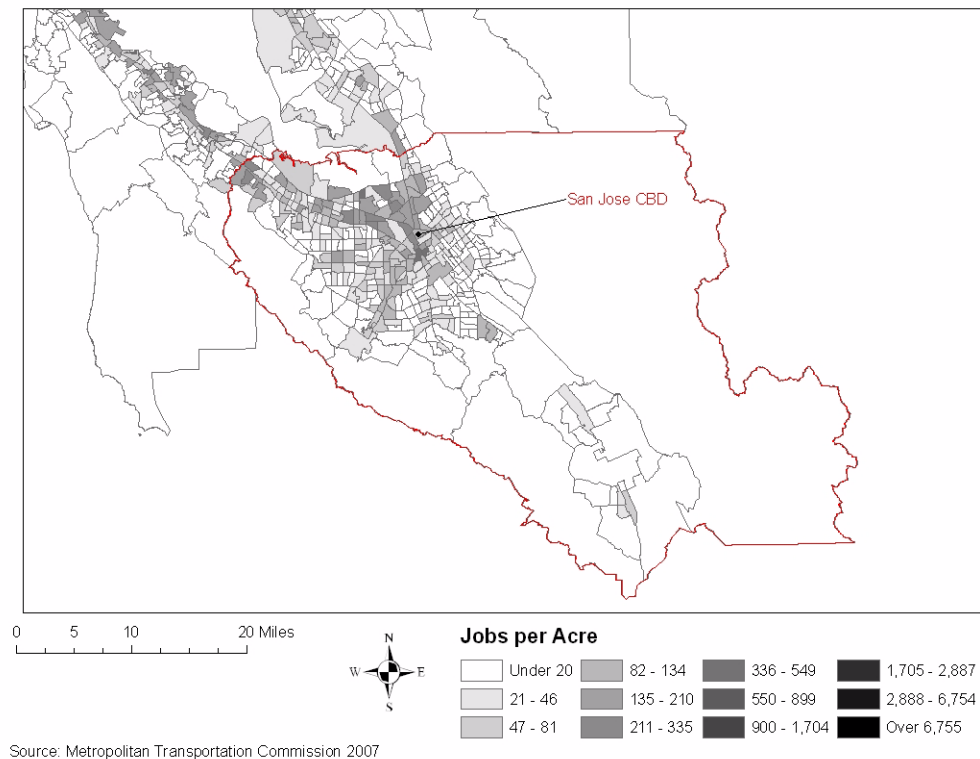 San Jose CBD
0 5 10 20 Miles
N
W E
S
Jobs per Acre
Under 20 82 - 134 336 - 549 1,705 - 2,887
21 - 46 135 - 210 550 - 899 2,888 - 6,754
47 - 81 211 - 335 900 - 1,704 Over 6,755
Source: Metropolitan Transportation Commission 2007